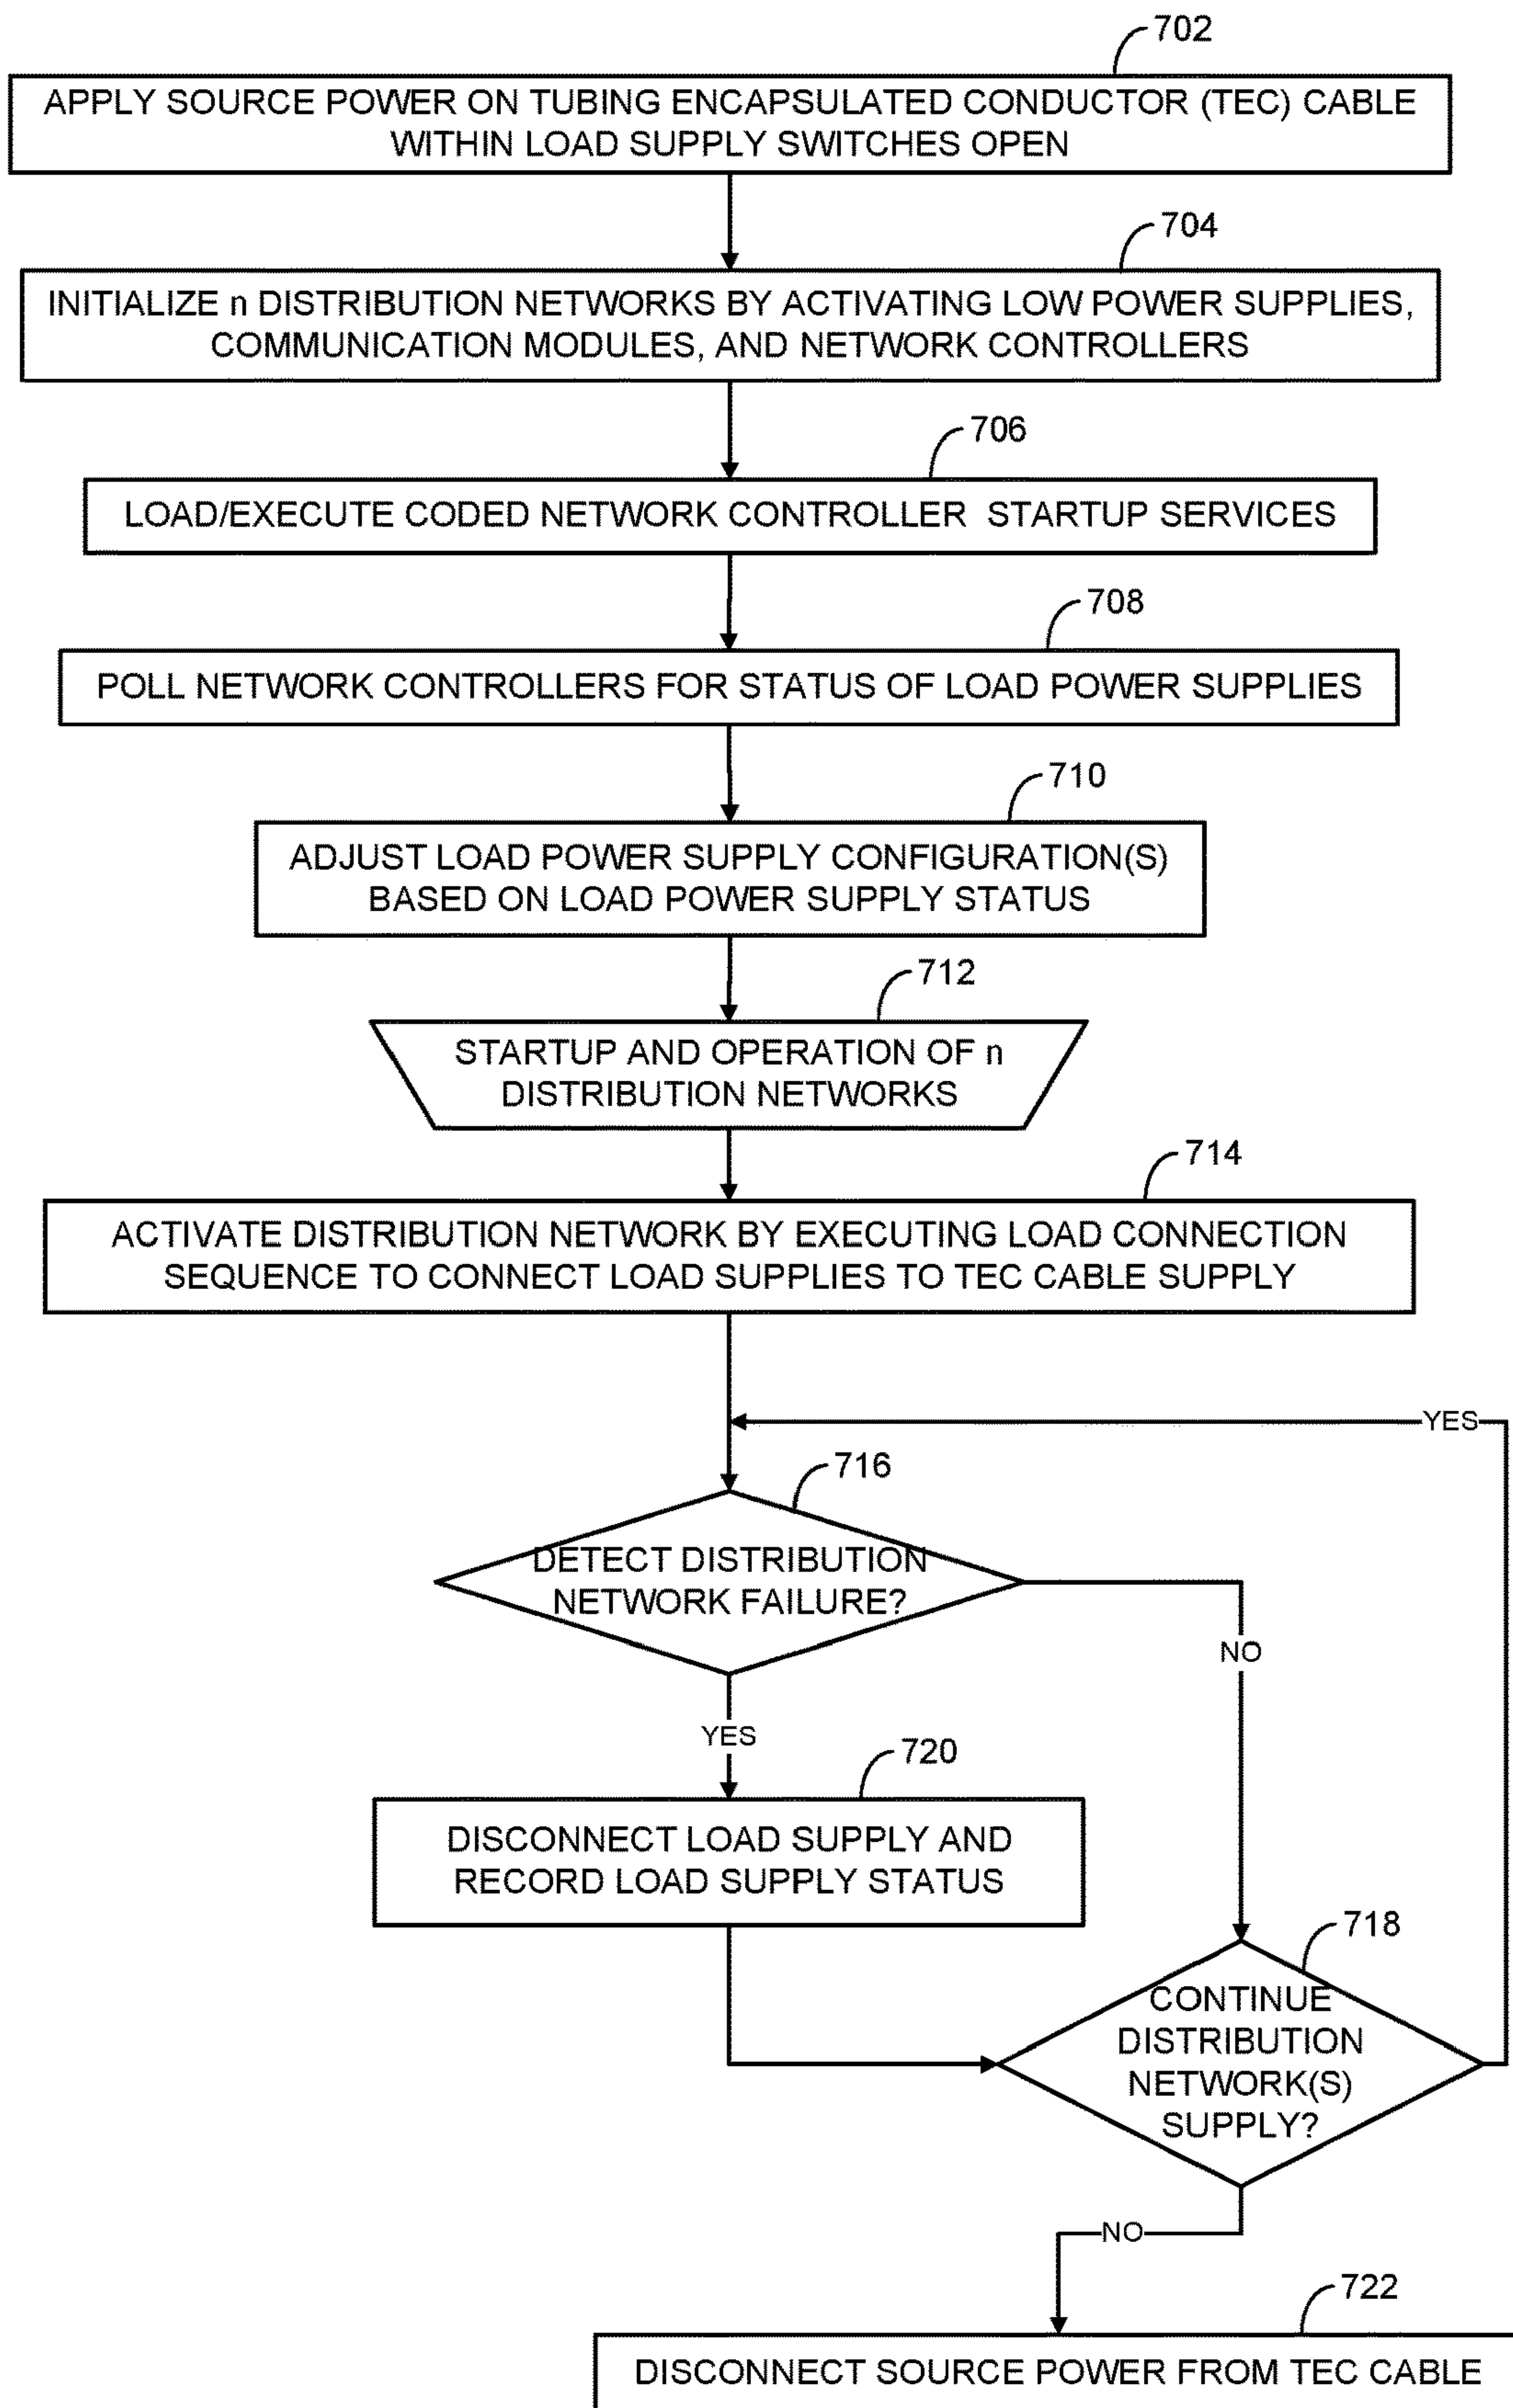 702
APPLY SOURCE POWER ON TUBING ENCAPSULATED CONDUCTOR (TEC) CABLE
WITHIN LOAD SUPPLY SWITCHES OPEN
704
INITIALIZE n DISTRIBUTION NETWORKS BY ACTIVATING LOW POWER SUPPLIES,
COMMUNICATION MODULES, AND NETWORK CONTROLLERS
706
LOAD/EXECUTE CODED NETWORK CONTROLLER STARTUP SERVICES
708
POLL NETWORK CONTROLLERS FOR STATUS OF LOAD POWER SUPPLIES
710
ADJUST LOAD POWER SUPPLY CONFIGURATION(S)
BASED ON LOAD POWER SUPPLY STATUS
712
STARTUP AND OPERATION OF n
DISTRIBUTION NETWORKS
714
ACTIVATE DISTRIBUTION NETWORK BY EXECUTING LOAD CONNECTION
SEQUENCE TO CONNECT LOAD SUPPLIES TO TEC CABLE SUPPLY
YES
716
DETECT DISTRIBUTION
NETWORK FAILURE?
NO
YES
720
DISCONNECT LOAD SUPPLY AND
RECORD LOAD SUPPLY STATUS
718
CONTINUE
DISTRIBUTION
NETWORK(S)
SUPPLY?
NO
722
DISCONNECT SOURCE POWER FROM TEC CABLE